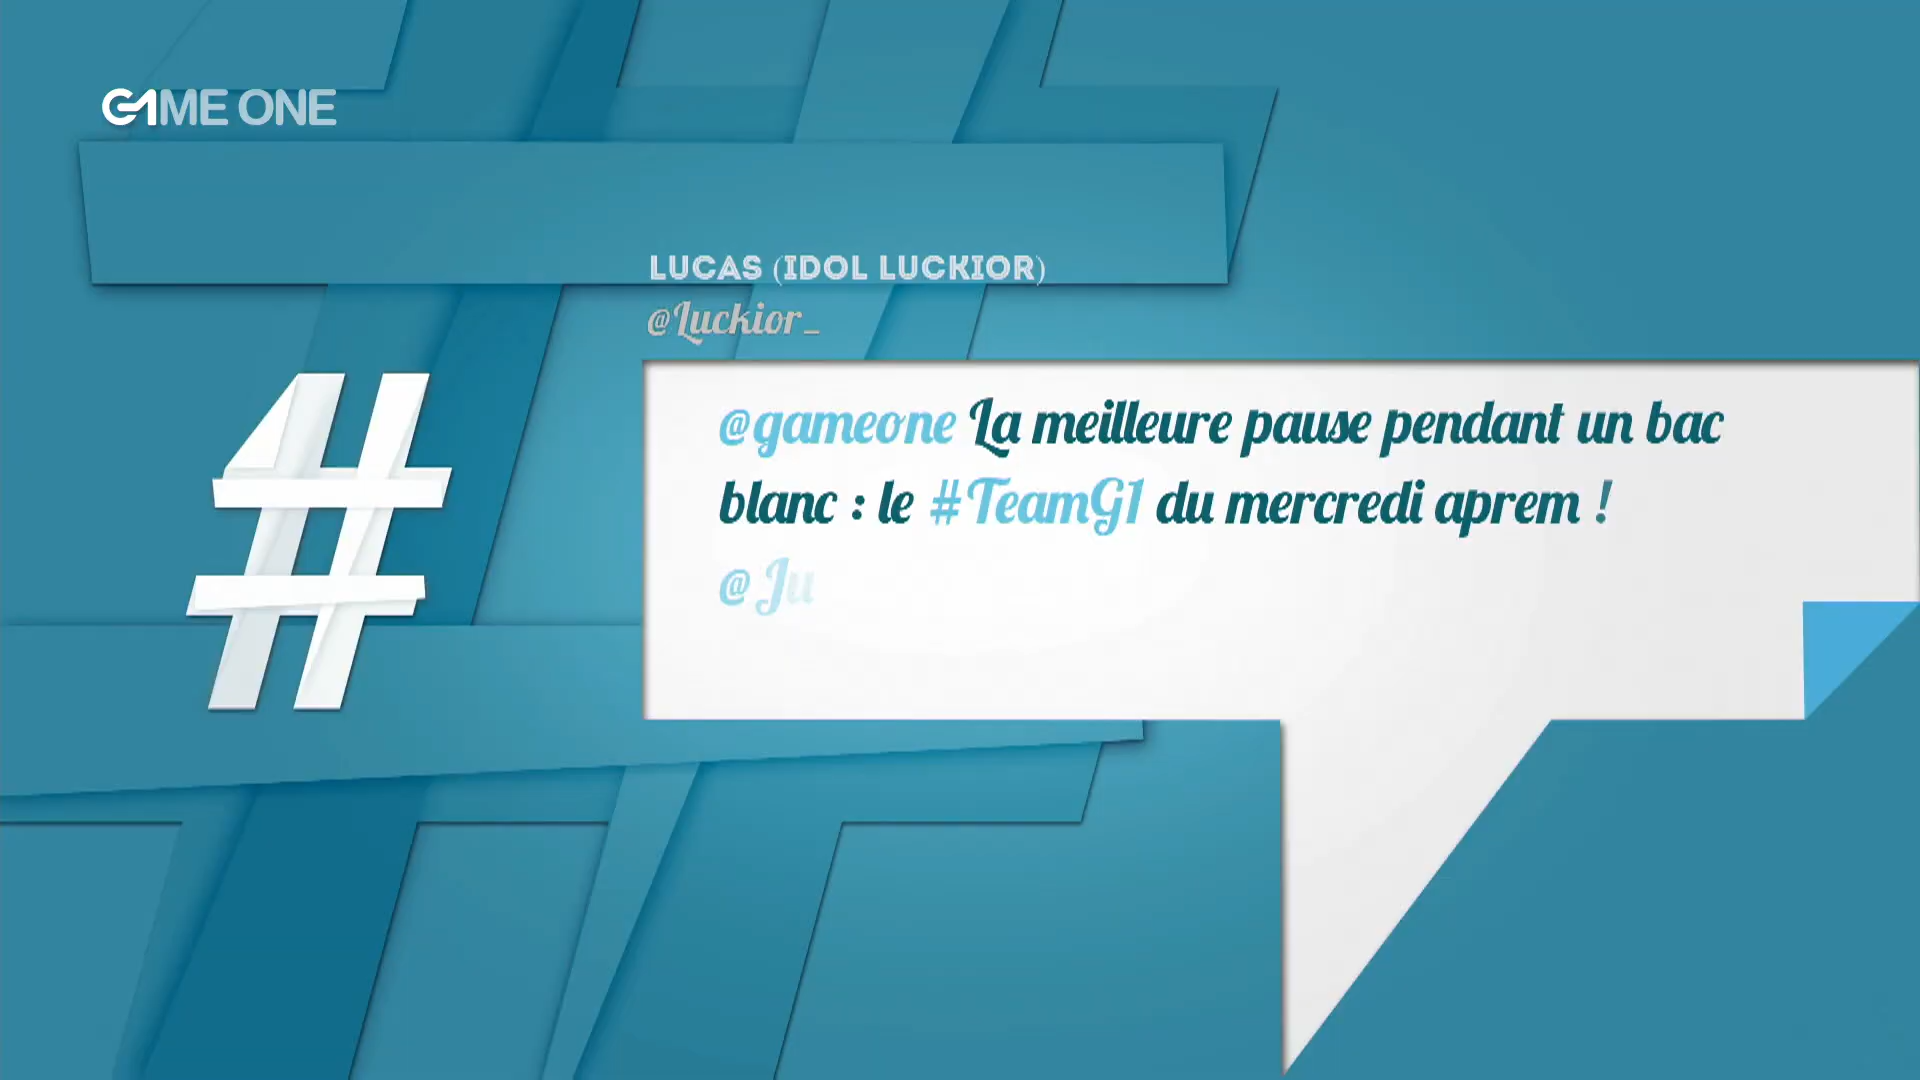 GAME ONE
LUCAS (IDOL LUCKIOR)
@Luckior_
@gameone La meilleure pause pendant un bac
blanc : le #TeamG1 du mercredi aprem !
@Ju